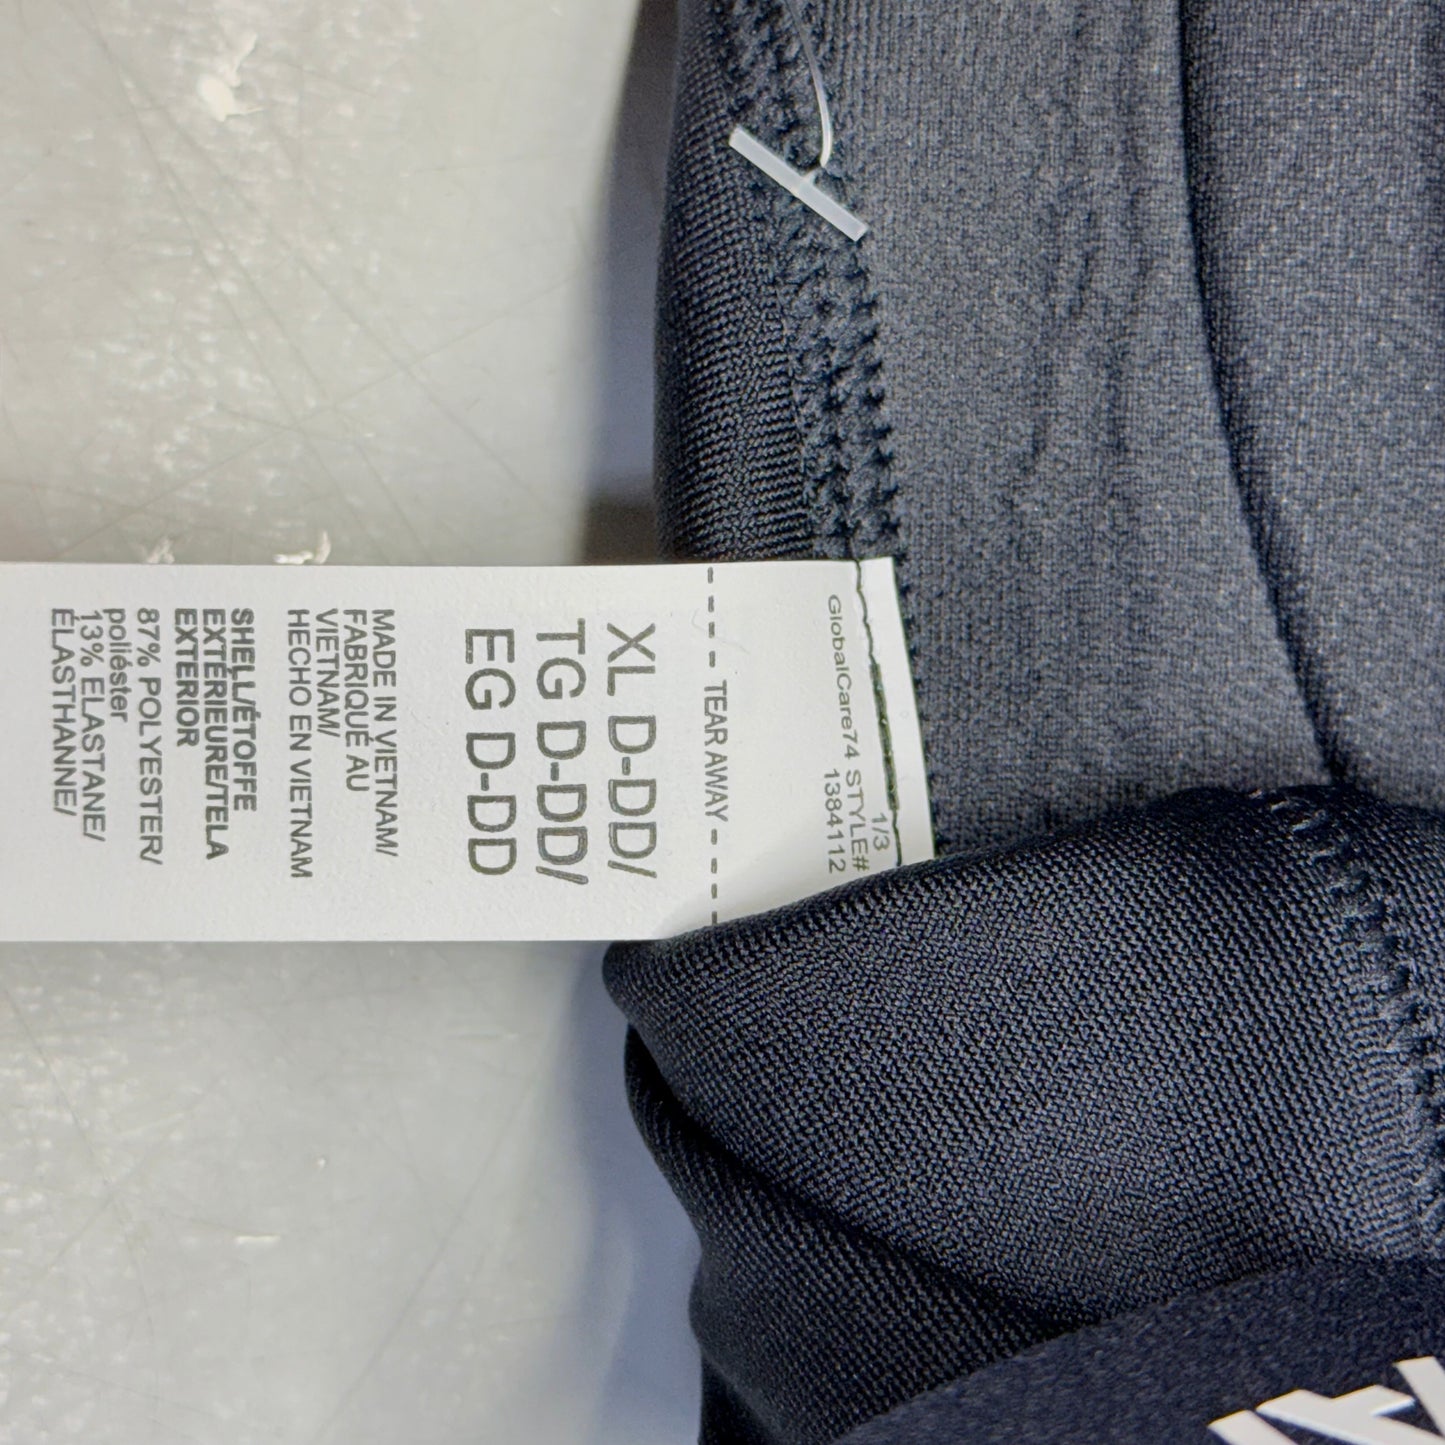 1/3
GlobalCare74 STYLE#
1384112
- - - - TEAR AWAY - - - -
XL D-DD/
TG D-DD/
EG D-DD
MADE IN VIETNAM/
FABRIQUÉ AU
VIETNAM/
HECHO EN VIETNAM
SHELL/ÉTOFFE
EXTÉRIEURE/TELA
EXTERIOR
87% POLYESTER/
poliéster
13% ELASTANE/
ÉLASTHANNE/